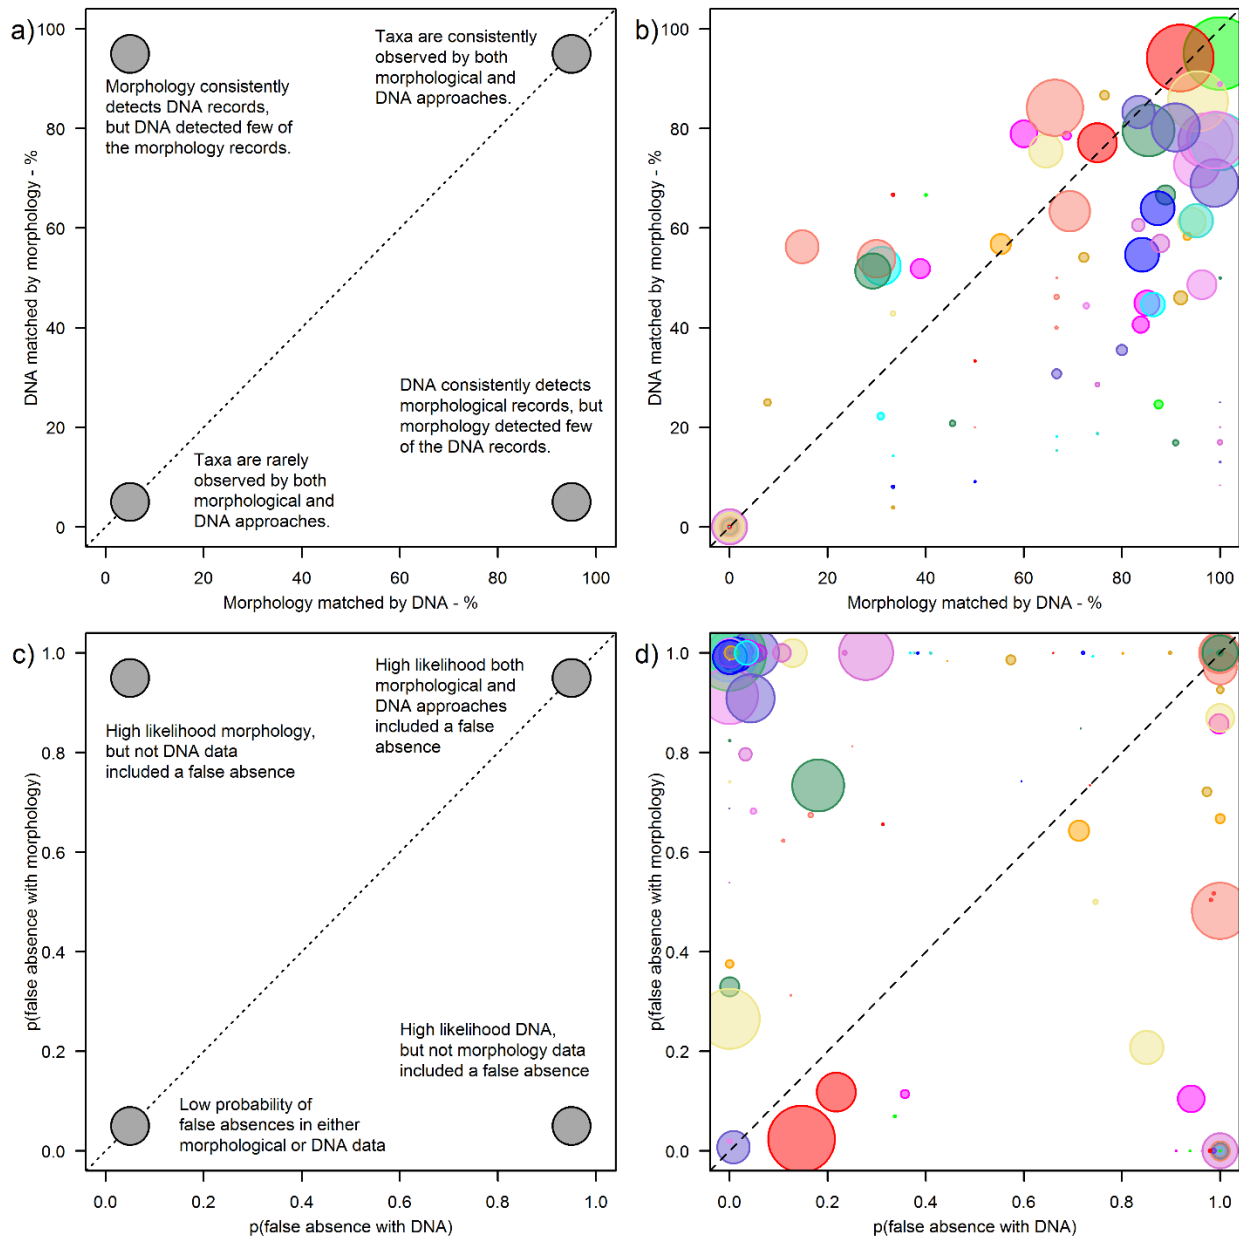 a)
100
80
60
40
20
0
DNA matched by morphology - %
Morphology consistently
detects DNA records,
but DNA detected few of
the morphology records.
Taxa are consistently
observed by both
morphological and
DNA approaches.
DNA consistently detects
morphological records, but
morphology detected few
of the DNA records.
Taxa are rarely
observed by both
morphological and
DNA approaches.
0 20 40 60 80 100
Morphology matched by DNA - %
b)
100
80
60
40
20
0
DNA matched by morphology - %
0 20 40 60 80 100
Morphology matched by DNA - %
c)
1.0
0.8
0.6
0.4
0.2
0.0
p(false absence with morphology)
High likelihood morphology,
but not DNA data
included a false absence
High likelihood both
morphological and
DNA approaches
included a false
absence
High likelihood DNA,
but not morphology data
included a false absence
Low probability of
false absences in either
morphological or DNA data
0.0 0.2 0.4 0.6 0.8 1.0
p(false absence with DNA)
d)
1.0
0.8
0.6
0.4
0.2
0.0
p(false absence with morphology)
0.0 0.2 0.4 0.6 0.8 1.0
p(false absence with DNA)